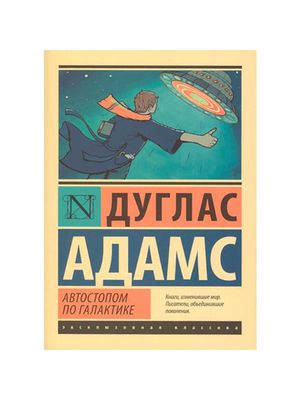 N
ДУГЛАС
АДАМС
АВТОСТОПОМ
ПО ГАЛАКТИКЕ
Книги, изменившие мир.
Писатели, объединившие
поколения.
ЭКСКЛЮЗИВНАЯ КЛАССИКА